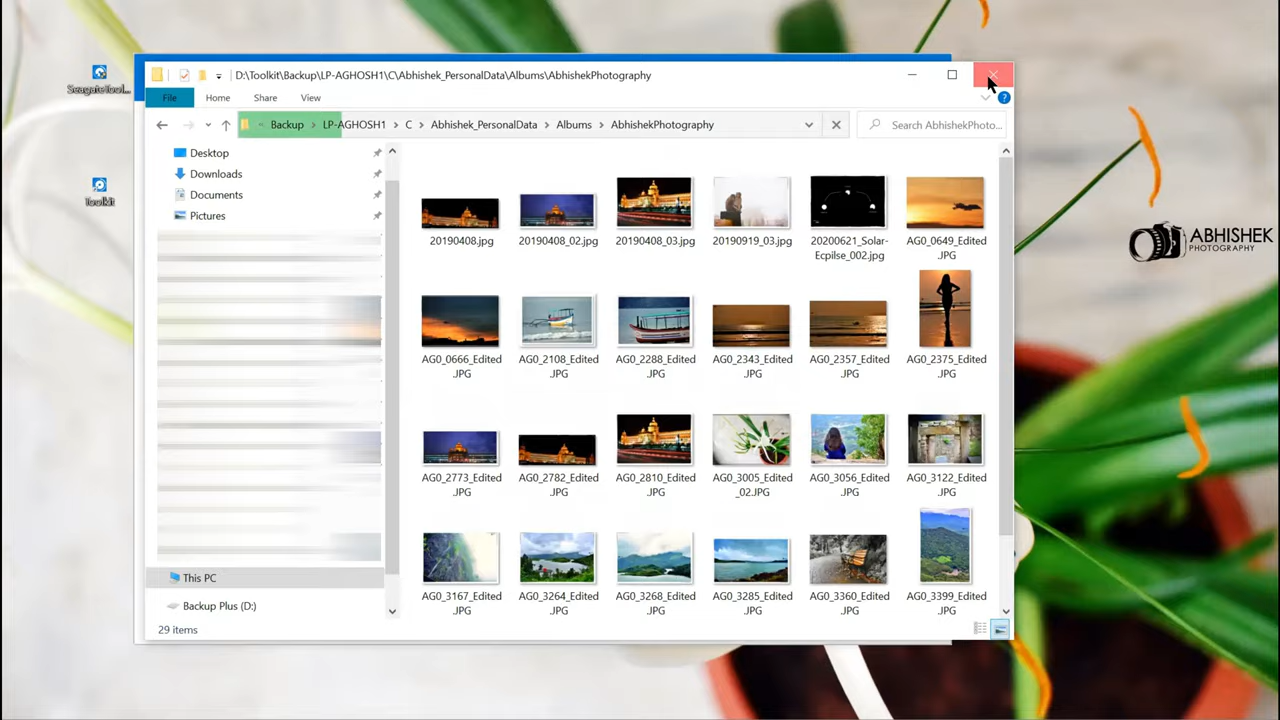 D:\Toolkit\Backup\LP-AGHOSH1\C\Abhishek_PersonalData\Albums\AbhishekPhotography
File Home Share View
Backup LP-AGHOSH1 C Abhishek_PersonalData Albums AbhishekPhotography
Search AbhishekPhoto...
SeagateTool...
Toolkit
Desktop
Downloads
Documents
Pictures
This PC
Backup Plus (D:)
20190408.jpg
20190408_02.jpg
20190408_03.jpg
20190919_03.jpg
20200621_Solar-
Ecpilse_002.jpg
AG0_0649_Edited
.JPG
AG0_0666_Edited
.JPG
AG0_2108_Edited
.JPG
AG0_2288_Edited
.JPG
AG0_2343_Edited
.JPG
AG0_2357_Edited
.JPG
AG0_2375_Edited
.JPG
AG0_2773_Edited
.JPG
AG0_2782_Edited
.JPG
AG0_2810_Edited
.JPG
AG0_3005_Edited
_02.JPG
AG0_3056_Edited
.JPG
AG0_3122_Edited
.JPG
AG0_3167_Edited
.JPG
AG0_3264_Edited
.JPG
AG0_3268_Edited
.JPG
AG0_3285_Edited
.JPG
AG0_3360_Edited
.JPG
AG0_3399_Edited
.JPG
29 items
ABHISHEK
PHOTOGRAPHY